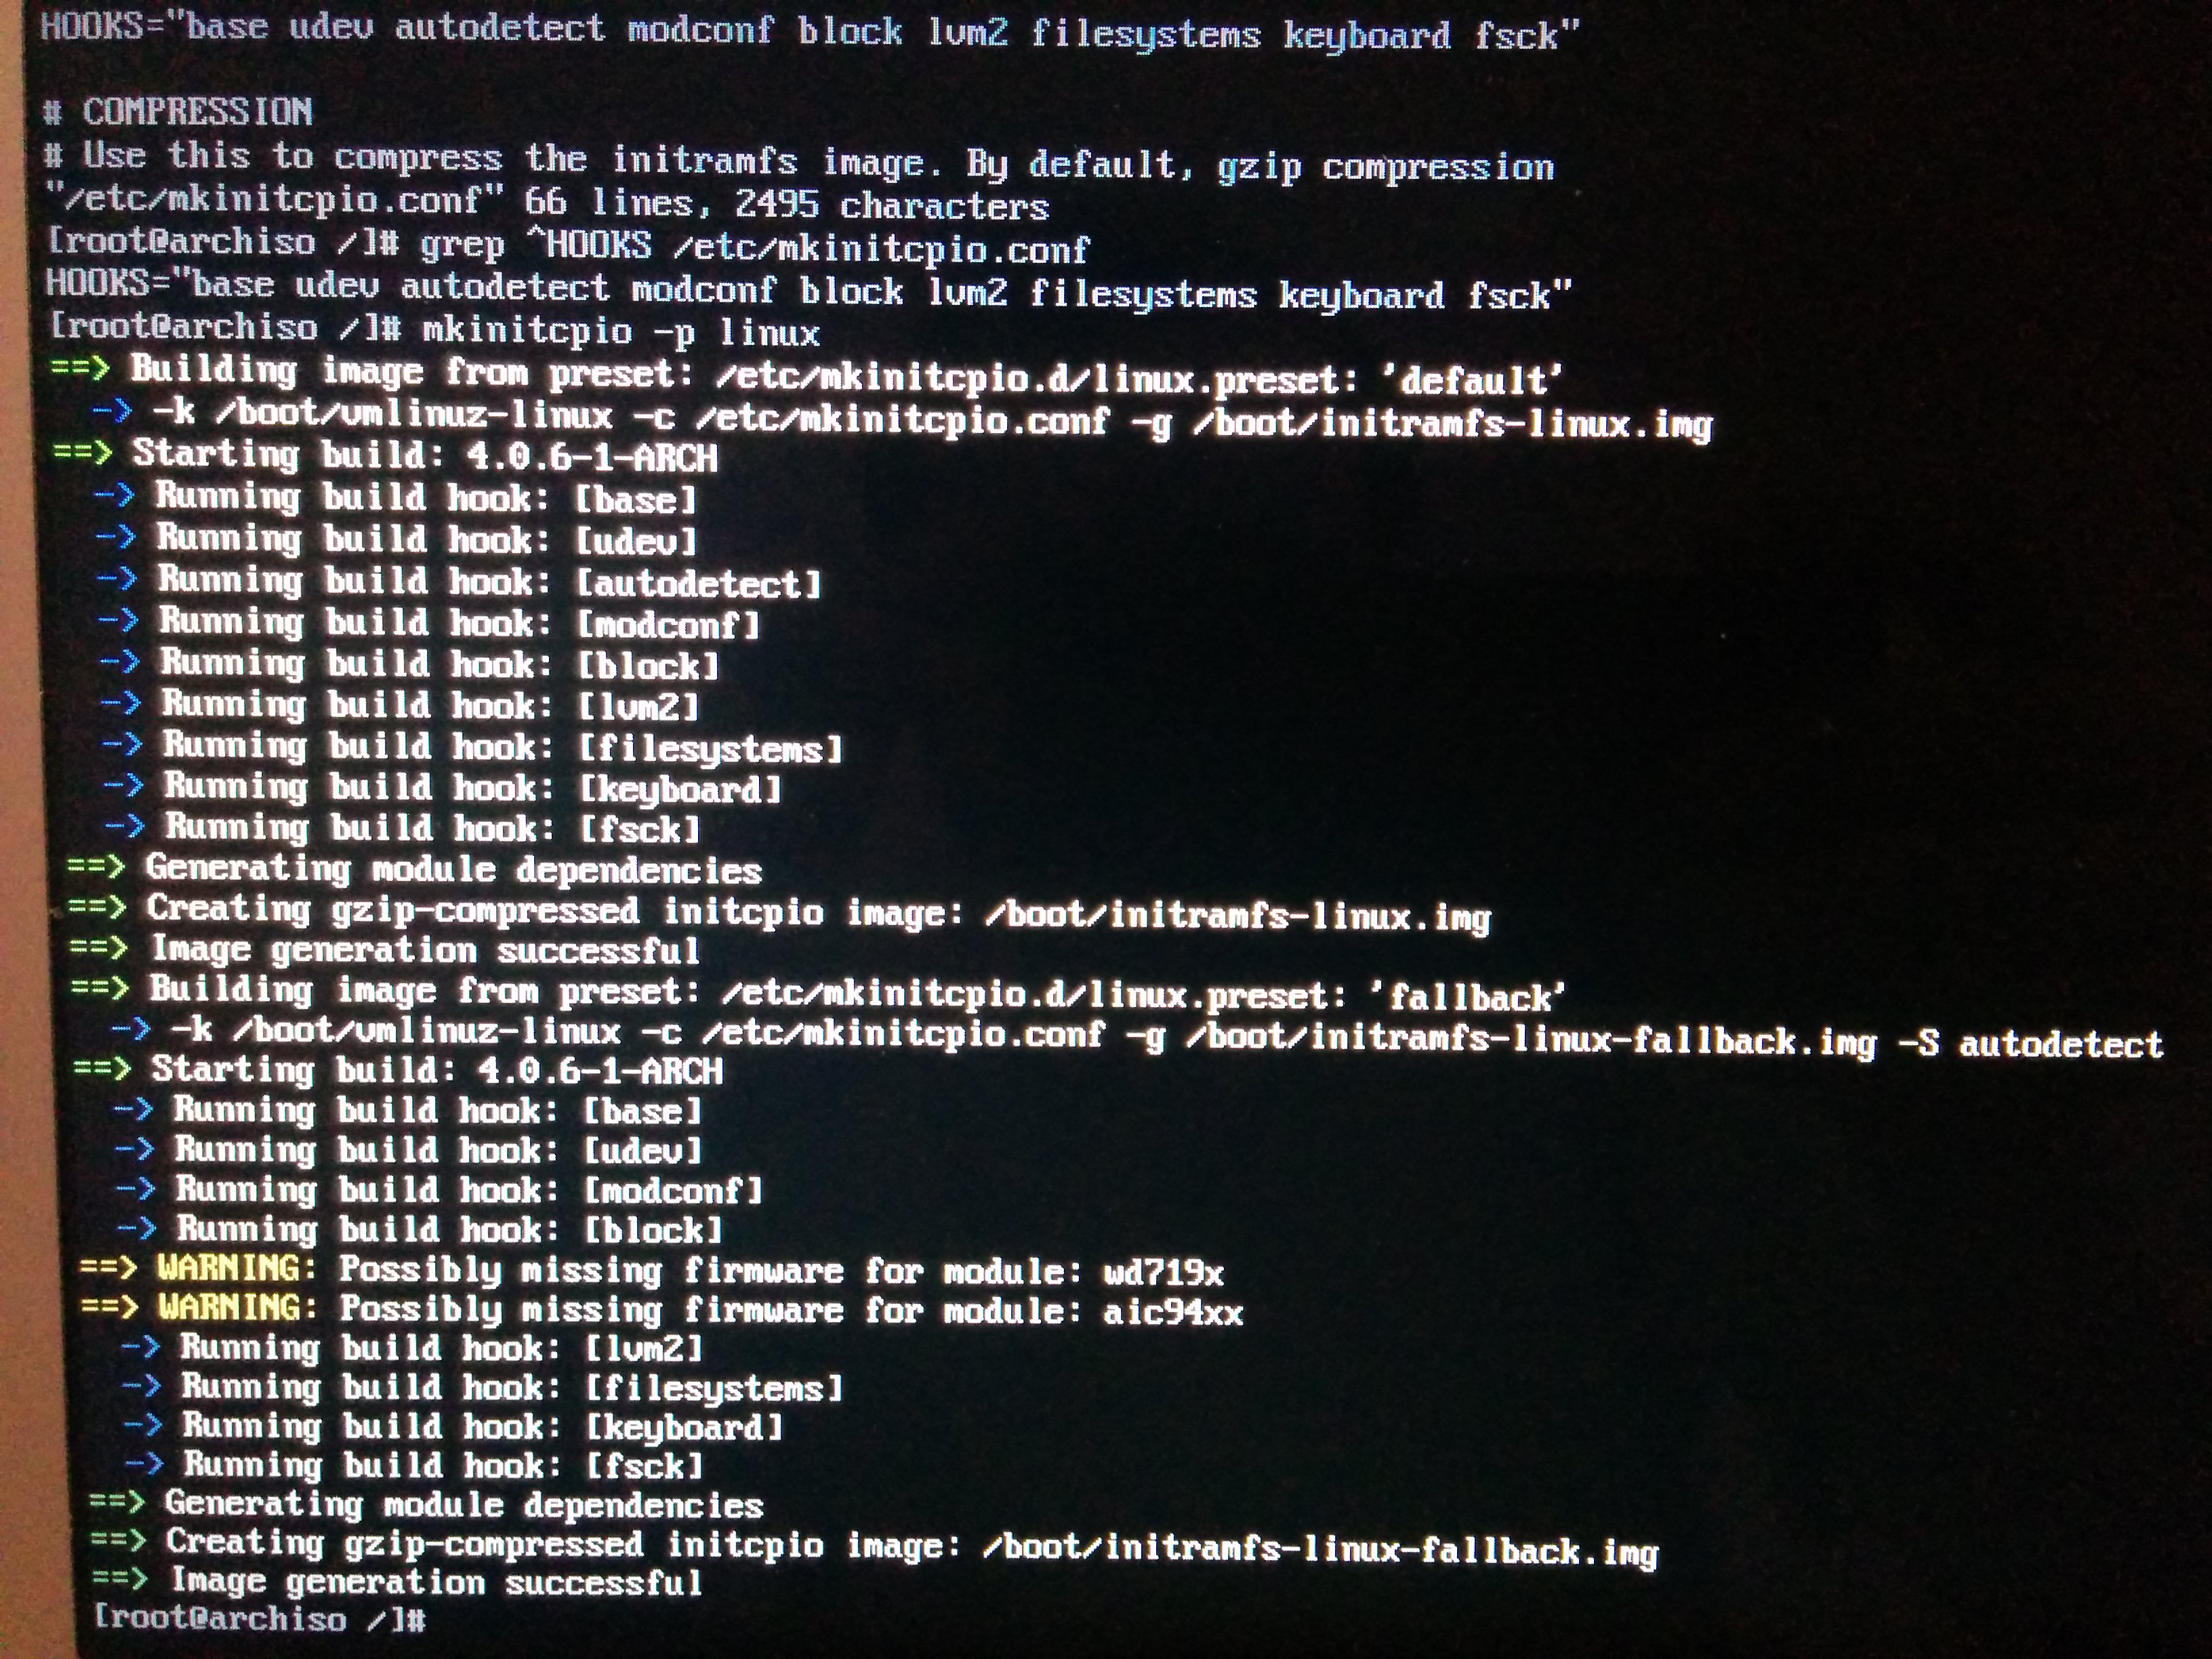 HOOKS="base udev autodetect modconf block lvm2 filesystems keyboard fsck"
# COMPRESSION
# Use this to compress the initramfs image. By default, gzip compression
"/etc/mkinitcpio.conf" 66 lines, 2495 characters
[root@archiso /]# grep ^HOOKS /etc/mkinitcpio.conf
HOOKS="base udev autodetect modconf block lvm2 filesystems keyboard fsck"
[root@archiso /]# mkinitcpio -p linux
==> Building image from preset: /etc/mkinitcpio.d/linux.preset: 'default'
-> -k /boot/vmlinuz-linux -c /etc/mkinitcpio.conf -g /boot/initramfs-linux.img
==> Starting build: 4.0.6-1-ARCH
-> Running build hook: [base]
-> Running build hook: [udev]
-> Running build hook: [autodetect]
-> Running build hook: [modconf]
-> Running build hook: [block]
-> Running build hook: [lvm2]
-> Running build hook: [filesystems]
-> Running build hook: [keyboard]
-> Running build hook: [fsck]
==> Generating module dependencies
==> Creating gzip-compressed initcpio image: /boot/initramfs-linux.img
==> Image generation successful
==> Building image from preset: /etc/mkinitcpio.d/linux.preset: 'fallback'
-> -k /boot/vmlinuz-linux -c /etc/mkinitcpio.conf -g /boot/initramfs-linux-fallback.img -S autodetect
==> Starting build: 4.0.6-1-ARCH
-> Running build hook: [base]
-> Running build hook: [udev]
-> Running build hook: [modconf]
-> Running build hook: [block]
==> WARNING: Possibly missing firmware for module: wd719x
==> WARNING: Possibly missing firmware for module: aic94xx
-> Running build hook: [lvm2]
-> Running build hook: [filesystems]
-> Running build hook: [keyboard]
-> Running build hook: [fsck]
==> Generating module dependencies
==> Creating gzip-compressed initcpio image: /boot/initramfs-linux-fallback.img
==> Image generation successful
[root@archiso /]#